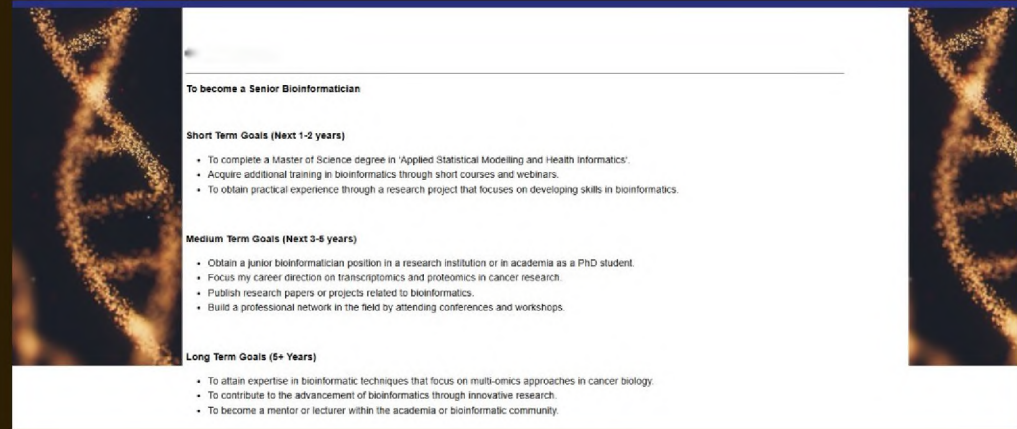 To become a Senior Bioinformatician
Short Term Goals (Next 1-2 years)
• To complete a Master of Science degree in 'Applied Statistical Modelling and Health Informatics'.
• Acquire additional training in bioinformatics through short courses and webinars.
• To obtain practical experience through a research project that focuses on developing skills in bioinformatics.
Medium Term Goals (Next 3-5 years)
• Obtain a junior bioinformatician position in a research institution or in academia as a PhD student.
• Focus my career direction on transcriptomics and proteomics in cancer research.
• Publish research papers or projects related to bioinformatics.
• Build a professional network in the field by attending conferences and workshops.
Long Term Goals (5+ Years)
• To attain expertise in bioinformatic techniques that focus on multi-omics approaches in cancer biology.
• To contribute to the advancement of bioinformatics through innovative research.
• To become a mentor or lecturer within the academia or bioinformatic community.